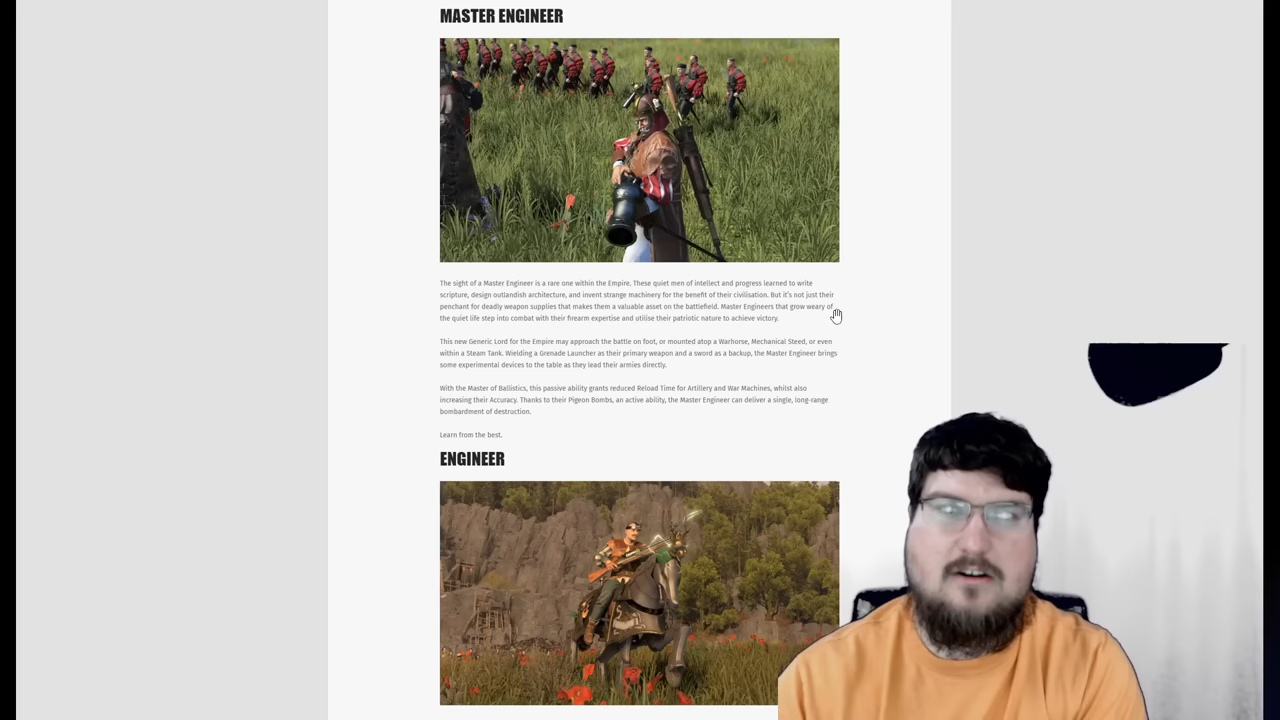 MASTER ENGINEER
The sight of a Master Engineer is a rare one within the Empire. These quiet men of intellect and progress learned to write
scripture, design outlandish architecture, and invent strange machinery for the benefit of their civilisation. But it's not just their
penchant for deadly weapon supplies that makes them a valuable asset on the battlefield. Master Engineers that grow weary of
the quiet life step into combat with their firearm expertise and utilise their patriotic nature to achieve victory.
This new Generic Lord for the Empire may approach the battle on foot, or mounted atop a Warhorse, Mechanical Steed, or even
within a Steam Tank. Wielding a Grenade Launcher as their primary weapon and a sword as a backup, the Master Engineer brings
some experimental devices to the table as they lead their armies directly.
With the Master of Ballistics, this passive ability grants reduced Reload Time for Artillery and War Machines, whilst also
increasing their Accuracy. Thanks to their Pigeon Bombs, an active ability, the Master Engineer can deliver a single, long-range
bombardment of destruction.
Learn from the best.
ENGINEER